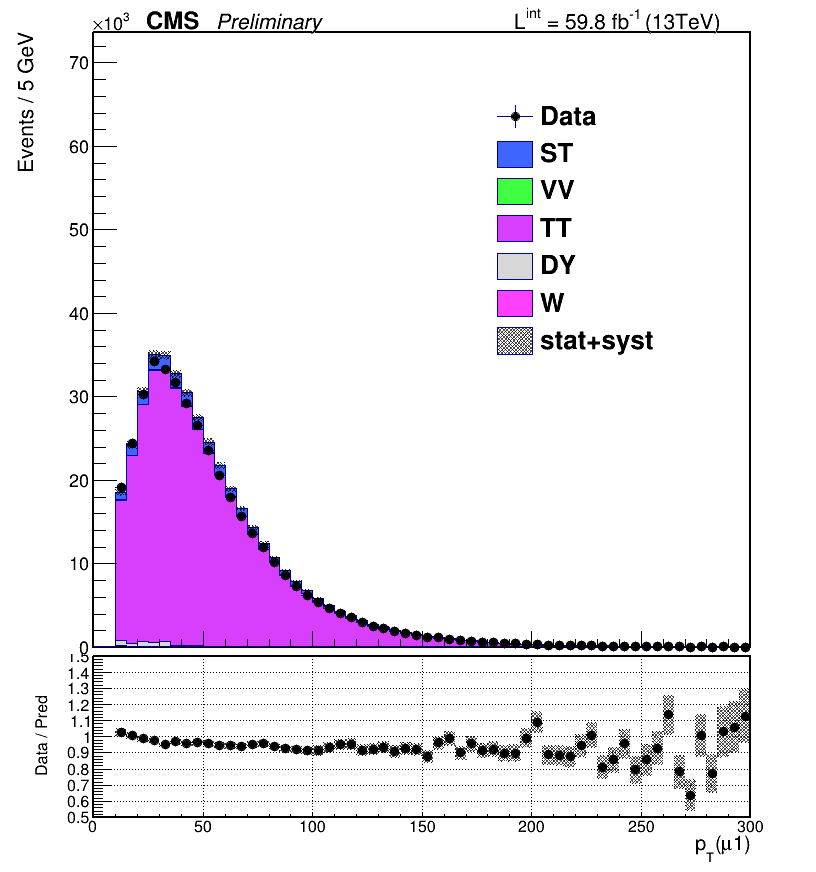 ×10³ CMS Preliminary L^int = 59.8 fb⁻¹ (13TeV)
Events / 5 GeV
70
60
50
40
30
20
10
0
Data
ST
VV
TT
DY
W
stat+syst
Data / Pred
1.5
1.4
1.3
1.2
1.1
1
0.9
0.8
0.7
0.6
0.5
0 50 100 150 200 250 300
p_T(μ1)